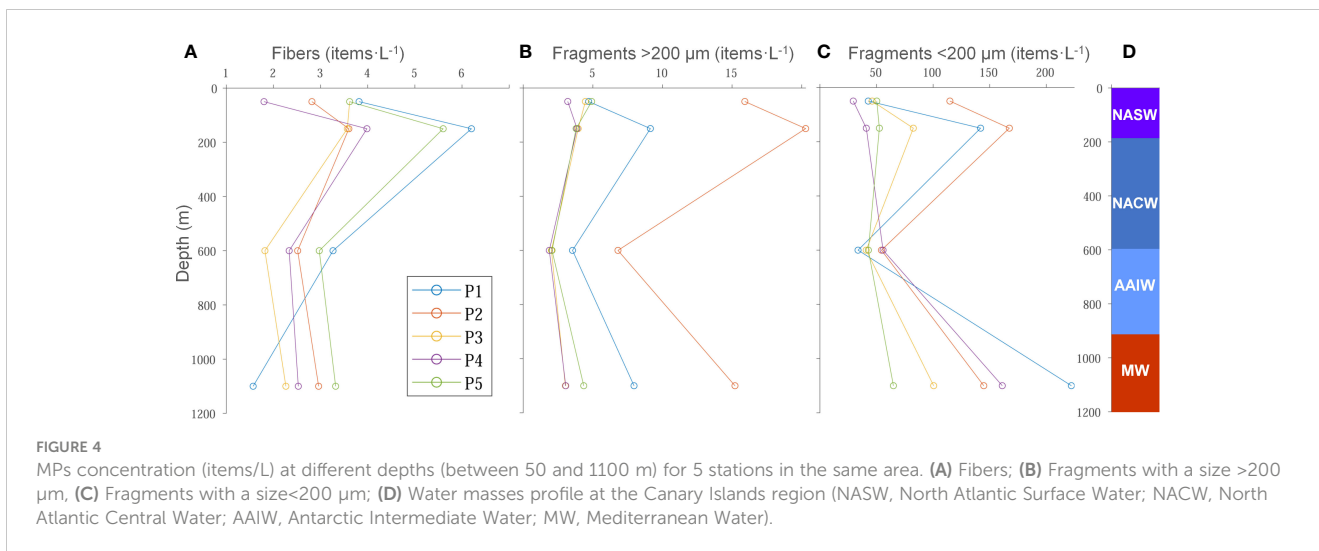 A Fibers (items·L⁻¹)
1 2 3 4 5 6
B Fragments >200 µm (items·L⁻¹)
5 10 15
C Fragments <200 µm (items·L⁻¹)
50 100 150 200
D
Depth (m)
0
200
400
600
800
1000
1200
P1
P2
P3
P4
P5
0
200
400
600
800
1000
1200
NASW
NACW
AAIW
MW
FIGURE 4
MPs concentration (items/L) at different depths (between 50 and 1100 m) for 5 stations in the same area. (A) Fibers; (B) Fragments with a size >200
µm, (C) Fragments with a size<200 µm; (D) Water masses profile at the Canary Islands region (NASW, North Atlantic Surface Water; NACW, North
Atlantic Central Water; AAIW, Antarctic Intermediate Water; MW, Mediterranean Water).